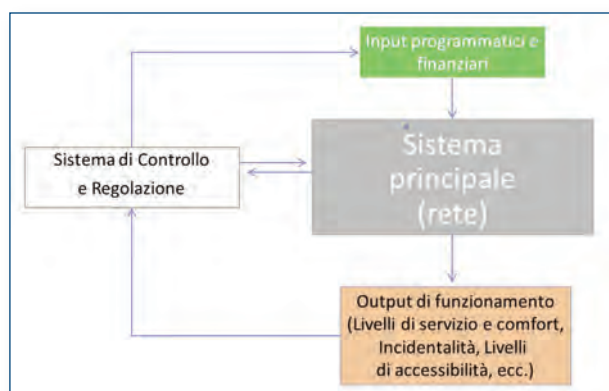 Input programmatici e
finanziari
Sistema di Controllo
e Regolazione
Sistema
principale
(rete)
Output di funzionamento
(Livelli di servizio e comfort,
Incidentalità, Livelli
di accessibilità, ecc.)